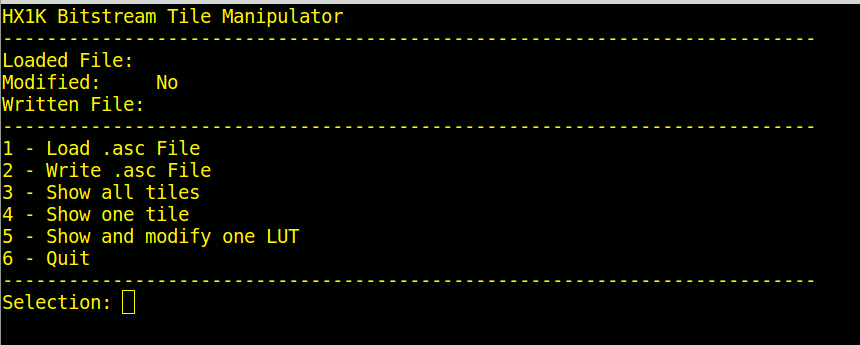 HX1K Bitstream Tile Manipulator
--------------------------------------------------------------------------
Loaded File:
Modified:     No
Written File:
--------------------------------------------------------------------------
1 - Load .asc File
2 - Write .asc File
3 - Show all tiles
4 - Show one tile
5 - Show and modify one LUT
6 - Quit
--------------------------------------------------------------------------
Selection: